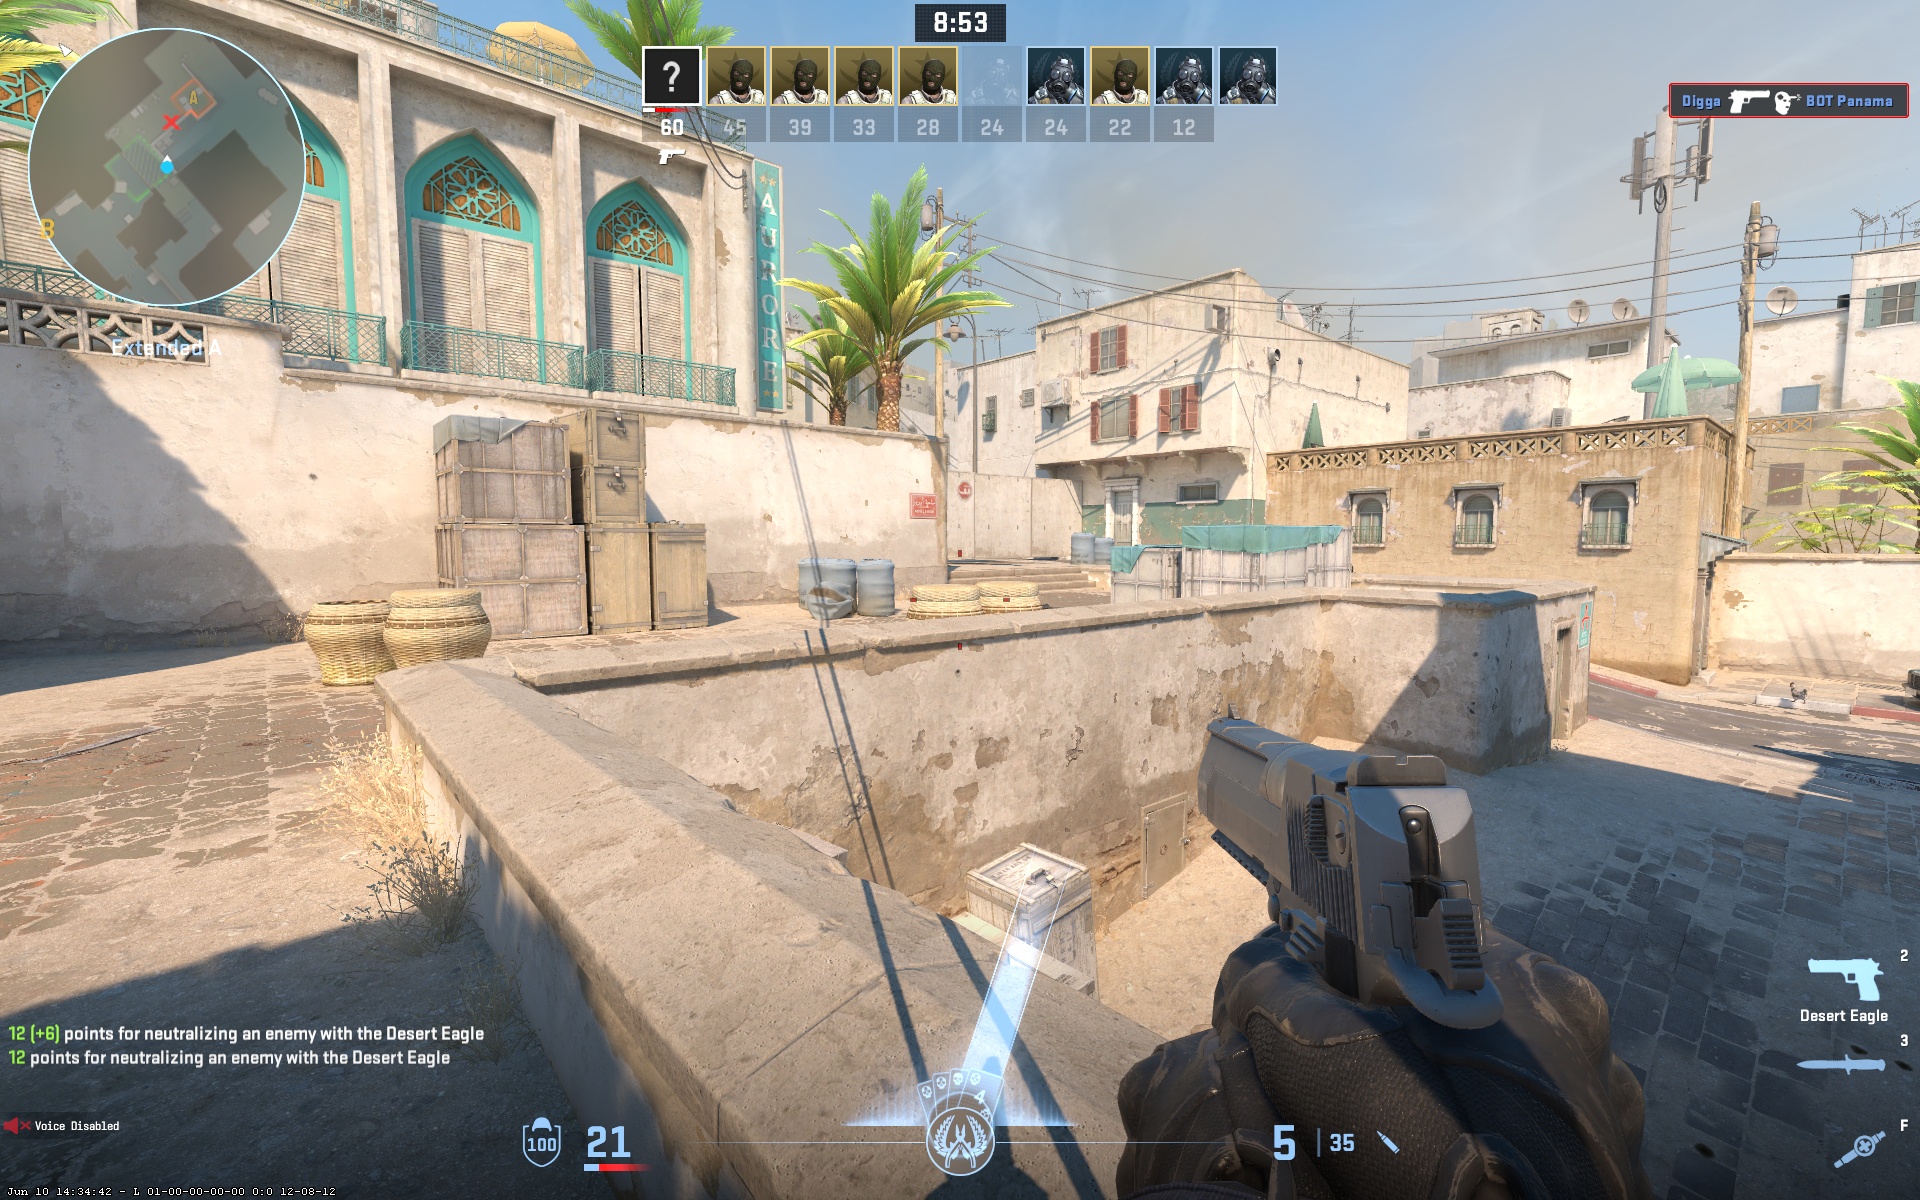 8:53
?
60 45 39 33 28 24 24 22 12
Digga BOT Panama
A
B
Extended A
AURORE
2
Desert Eagle
3
F
12 (+6) points for neutralizing an enemy with the Desert Eagle
12 points for neutralizing an enemy with the Desert Eagle
Voice Disabled
100
21
4
5 | 35
Jun 10 14:34:42 - L 01-00-00-00-00 0:0 12-08-12